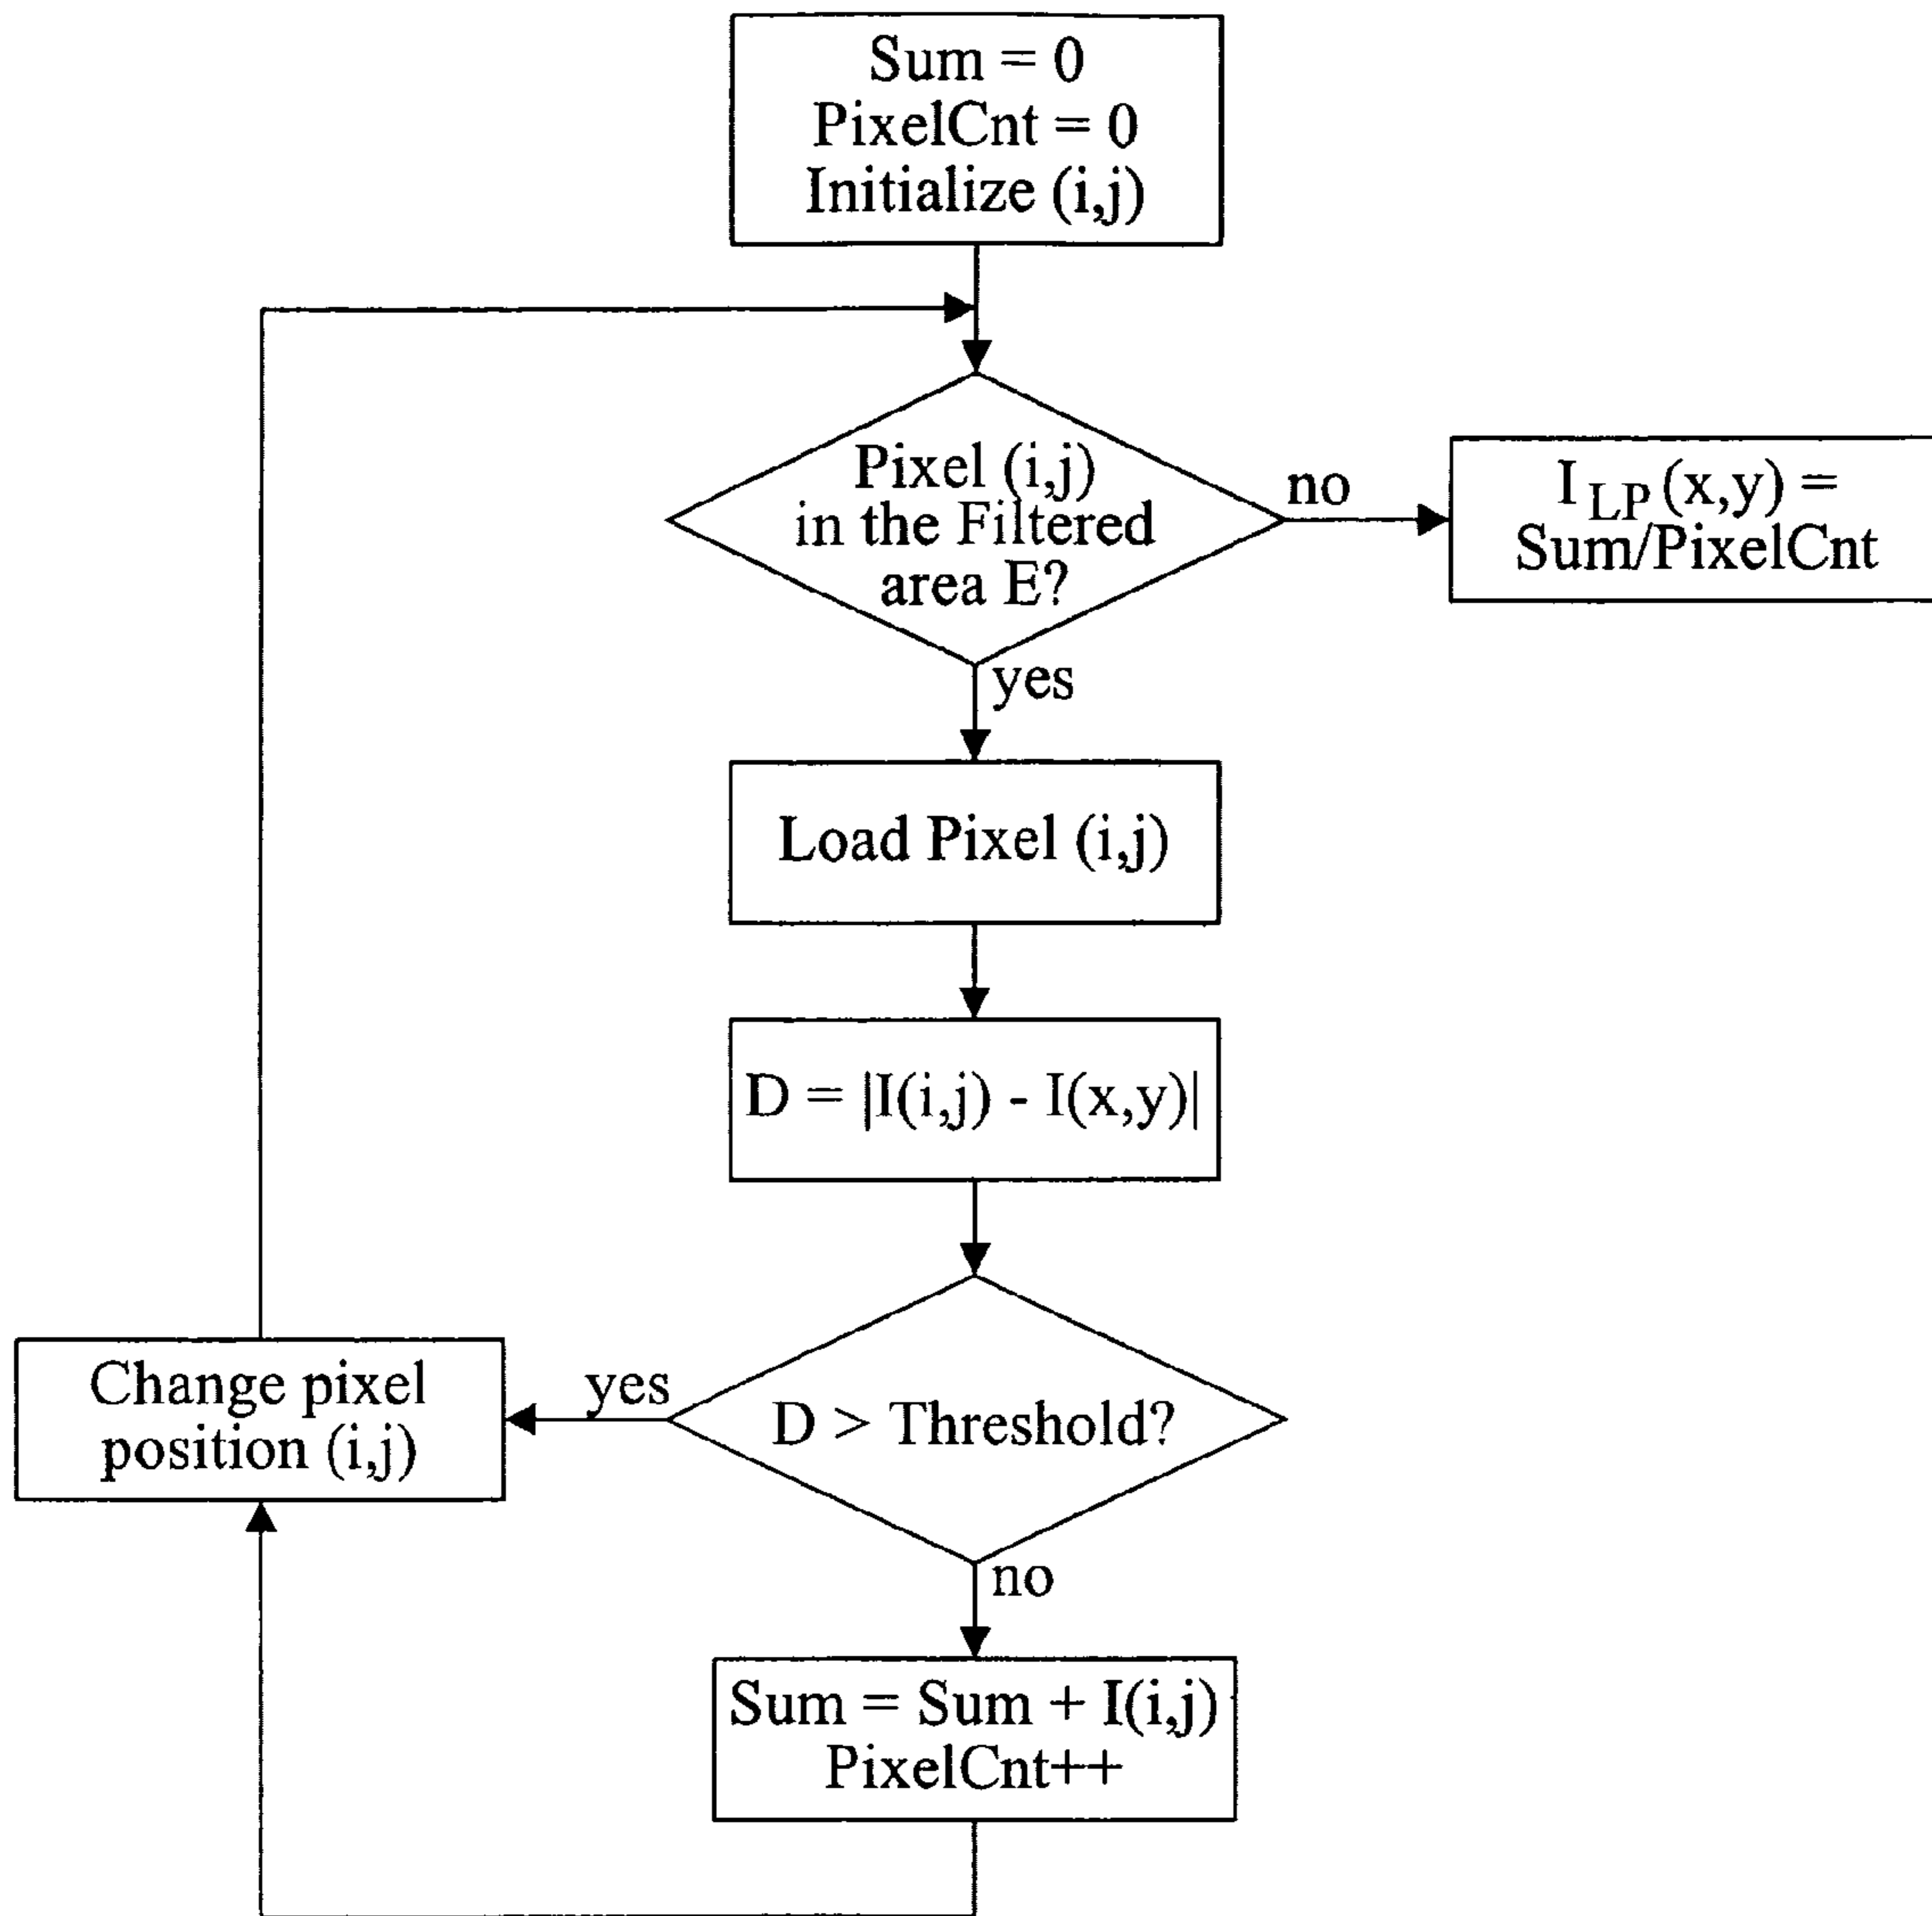 Sum = 0
PixelCnt = 0
Initialize (i,j)
Pixel (i,j)
in the Filtered
area E?
no
I LP (x,y) =
Sum/PixelCnt
yes
Load Pixel (i,j)
D = |I(i,j) - I(x,y)|
Change pixel
position (i,j)
yes
D > Threshold?
no
Sum = Sum + I(i,j)
PixelCnt++